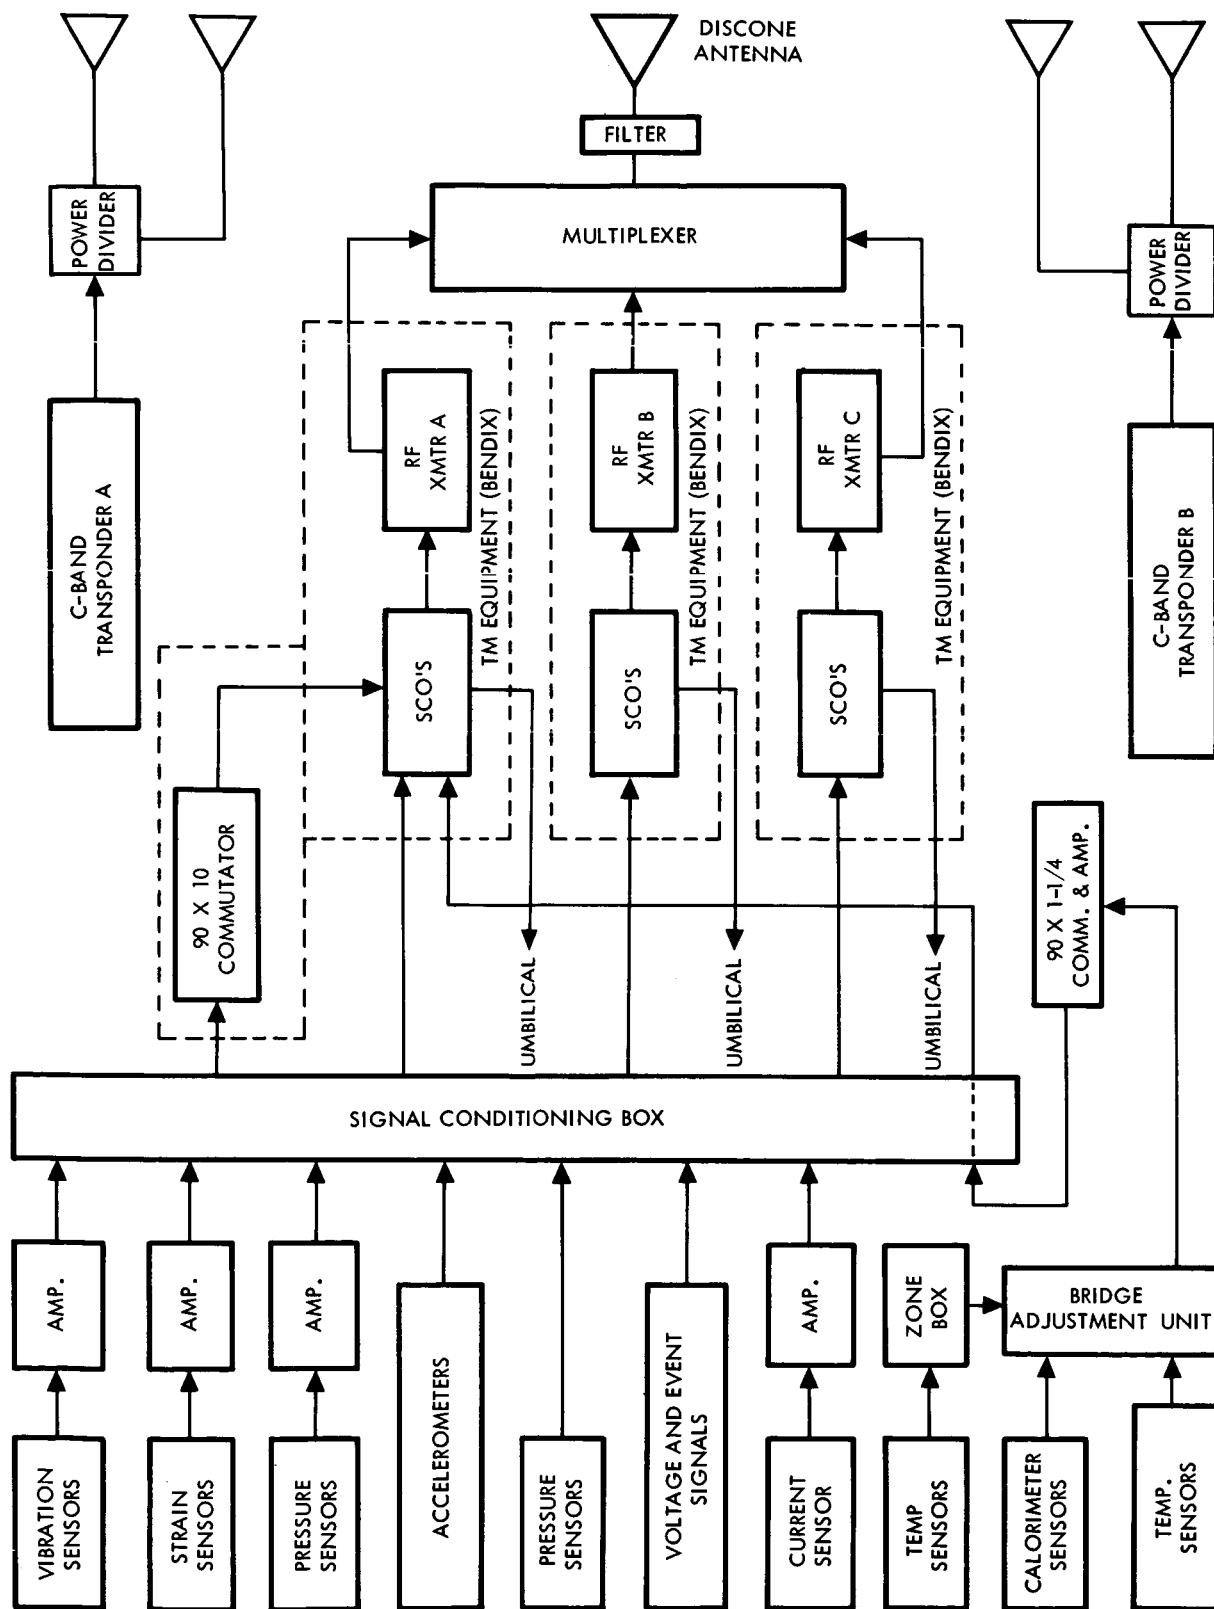 DISCONE
ANTENNA
FILTER
MULTIPLEXER
POWER
DIVIDER
POWER
DIVIDER
C-BAND
TRANSPONDER A
C-BAND
TRANSPONDER B
RF
XMTR A
TM EQUIPMENT (BENDIX)
RF
XMTR B
TM EQUIPMENT (BENDIX)
RF
XMTR C
TM EQUIPMENT (BENDIX)
SCO'S
SCO'S
SCO'S
90 X 10
COMMUTATOR
90 X 1-1/4
COMM. & AMP.
UMBILICAL
UMBILICAL
UMBILICAL
SIGNAL CONDITIONING BOX
AMP.
AMP.
AMP.
AMP.
ZONE
BOX
BRIDGE
ADJUSTMENT UNIT
VIBRATION
SENSORS
STRAIN
SENSORS
PRESSURE
SENSORS
ACCELEROMETERS
PRESSURE
SENSORS
VOLTAGE AND EVENT
SIGNALS
CURRENT
SENSOR
TEMP
SENSORS
CALORIMETER
SENSORS
TEMP.
SENSORS